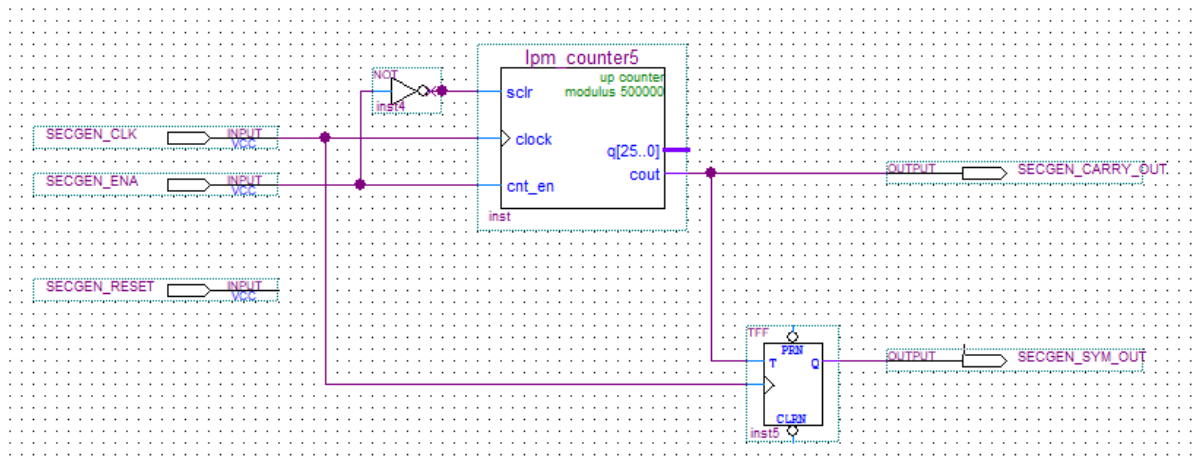 lpm_counter5
NOT
up counter
modulus 500000
sclr
inst4
SECGEN_CLK
INPUT
VCC
clock
q[25..0]
SECGEN_ENA
INPUT
VCC
cnt_en
cout
OUTPUT
SECGEN_CARRY_OUT
inst
SECGEN_RESET
INPUT
VCC
TFF
PRN
T
Q
OUTPUT
SECGEN_SYM_OUT
CLRN
inst5